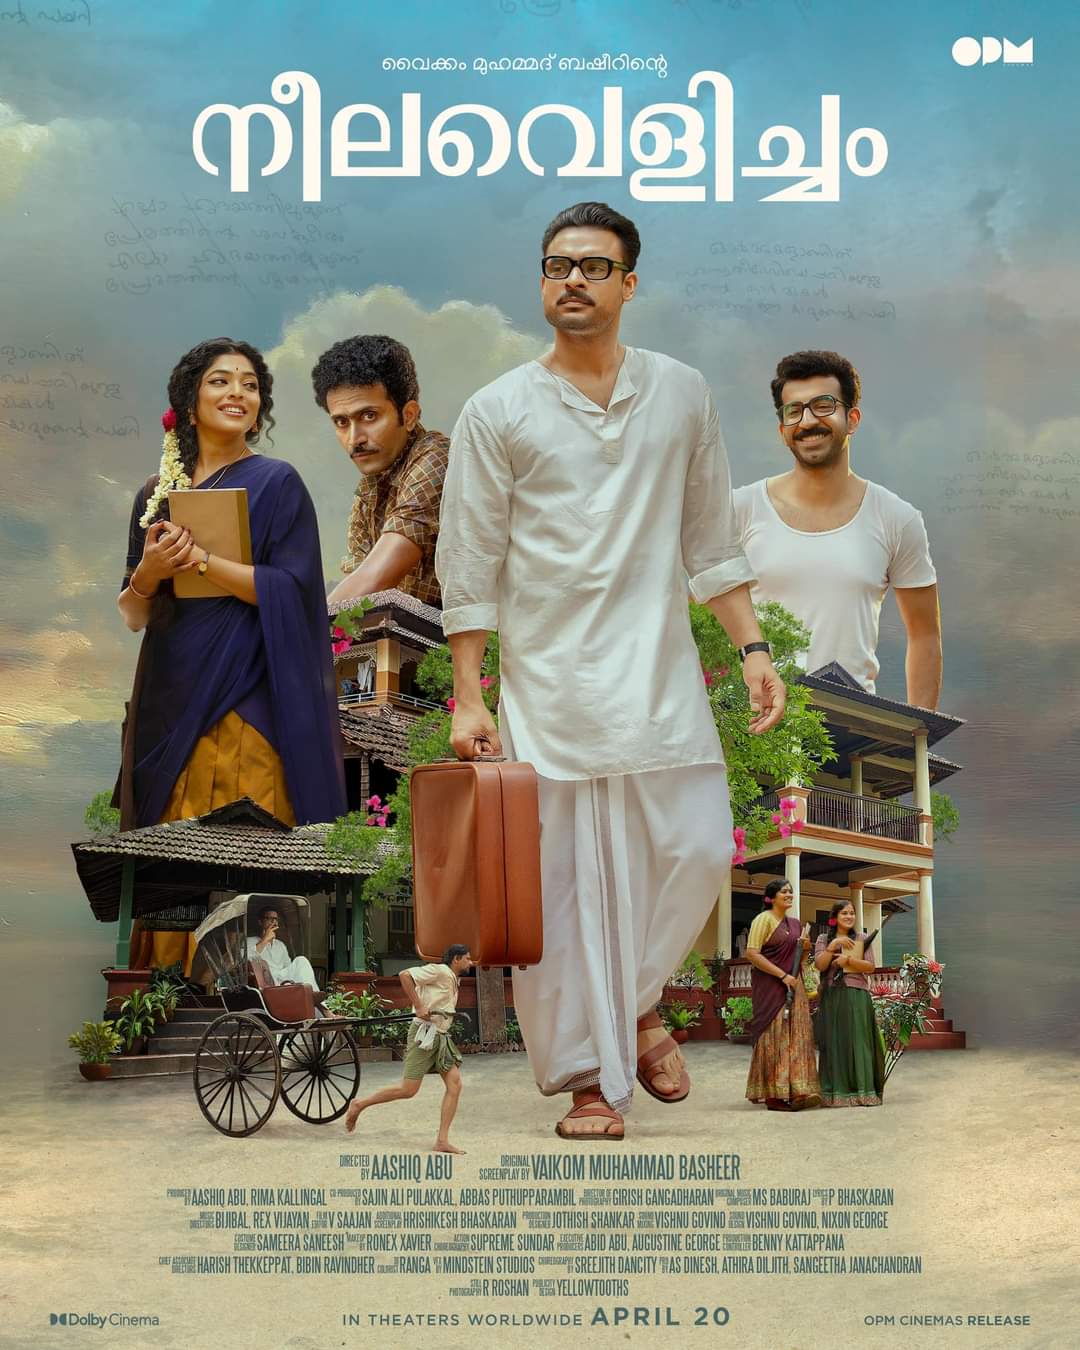 OPM
CINEMAS
വൈക്കം മുഹമ്മദ് ബഷീറിന്റെ
നീലവെളിച്ചം
DIRECTED BY AASHIQ ABU ORIGINAL SCREENPLAY BY VAIKOM MUHAMMAD BASHEER
PRODUCED BY AASHIQ ABU, RIMA KALLINGAL CO-PRODUCED BY SAJIN ALI PULAKKAL, ABBAS PUTHUPPARAMBIL DIRECTOR OF PHOTOGRAPHY GIRISH GANGADHARAN ORIGINAL MUSIC COMPOSER MS BABURAJ LYRICS BY P BHASKARAN
MUSIC DIRECTORS BIJIBAL, REX VIJAYAN, FILM EDITOR V SAAJAN ADDITIONAL SCREENPLAY HRISHIKESH BHASKARAN PRODUCTION DESIGNER JOTHISH SHANKAR SOUND MIXING VISHNU GOVIND SOUND DESIGN VISHNU GOVIND, NIXON GEORGE
COSTUME DESIGNER SAMEERA SANEESH MAKEUP BY RONEX XAVIER ACTION CHOREOGRAPHY SUPREME SUNDAR EXECUTIVE PRODUCERS ABID ABU, AUGUSTINE GEORGE PRODUCTION CONTROLLER BENNY KATTAPPANA
CHIEF ASSOCIATE DIRECTORS HARISH THEKKEPPAT, BIBIN RAVINDHER DI COLORIST RANGA VFX BY MINDSTEIN STUDIOS CHOREOGRAPHY SREEJITH DANCITY PRO AS DINESH, ATHIRA DILJITH, SANGEETHA JANACHANDRAN
STILL PHOTOGRAPHY R ROSHAN PUBLICITY DESIGN YELLOWTOOTHS
Dolby Cinema IN THEATERS WORLDWIDE APRIL 20 OPM CINEMAS RELEASE